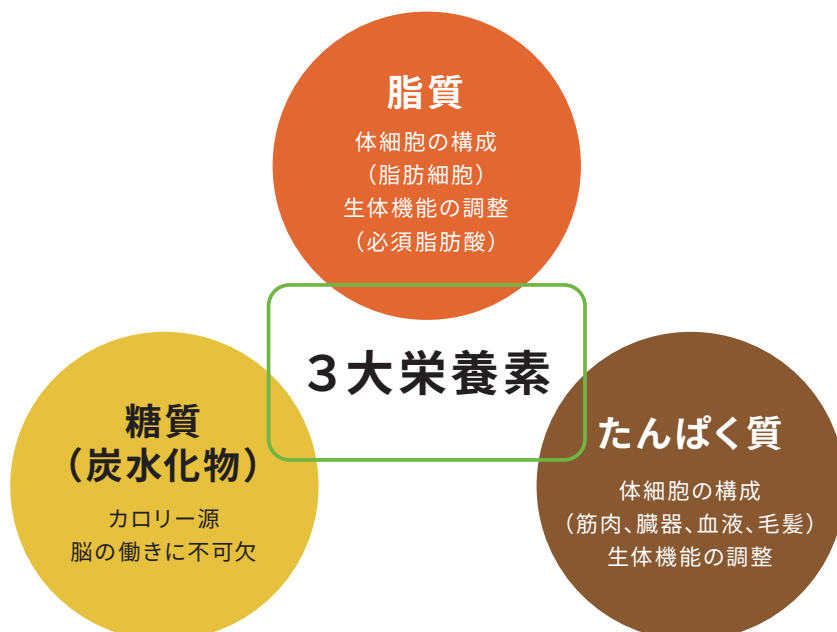 脂質
体細胞の構成
（脂肪細胞）
生体機能の調整
（必須脂肪酸）
３大栄養素
糖質
（炭水化物）
カロリー源
脳の働きに不可欠
たんぱく質
体細胞の構成
（筋肉、臓器、血液、毛髪）
生体機能の調整